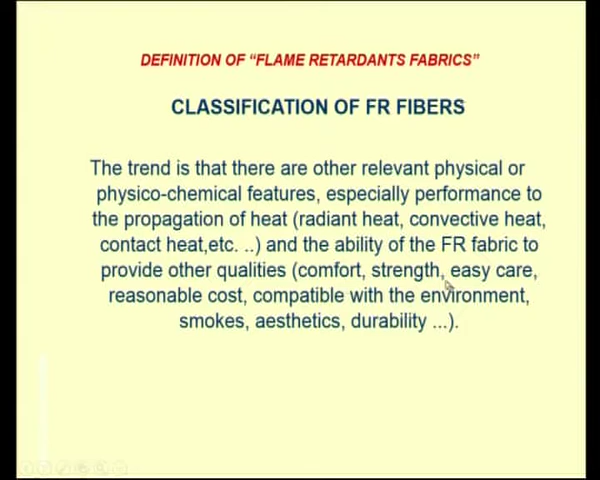 DEFINITION OF “FLAME RETARDANTS FABRICS”
CLASSIFICATION OF FR FIBERS
The trend is that there are other relevant physical or
physico-chemical features, especially performance to
the propagation of heat (radiant heat, convective heat,
contact heat,etc. ..) and the ability of the FR fabric to
provide other qualities (comfort, strength, easy care,
reasonable cost, compatible with the environment,
smokes, aesthetics, durability ...).